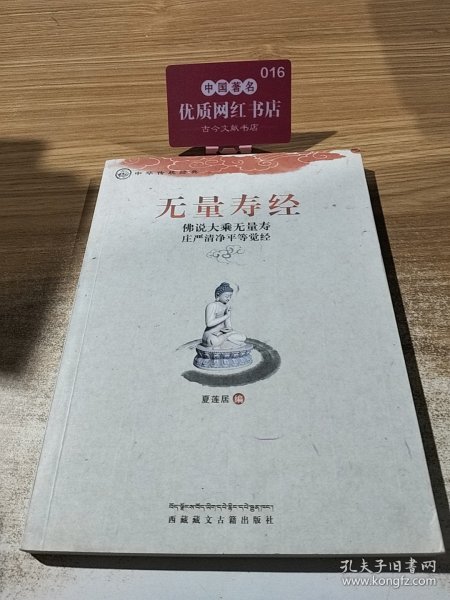 016
中国著名
优质网红书店
古今文献书店
中华传统经典
无量寿经
佛说大乘无量寿
庄严清净平等觉经
夏莲居 编
西藏藏文古籍出版社
孔夫子旧书网
www.kongfz.com